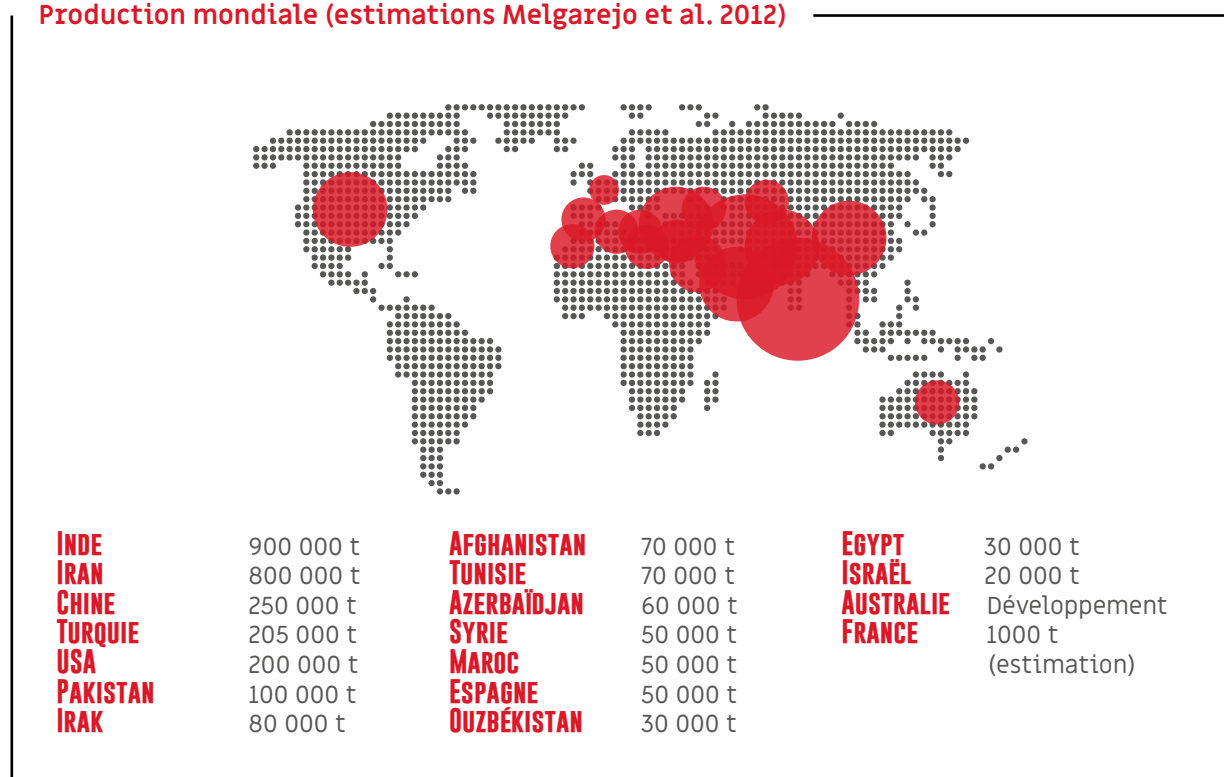 Production mondiale (estimations Melgarejo et al. 2012)
INDE 900 000 t
IRAN 800 000 t
CHINE 250 000 t
TURQUIE 205 000 t
USA 200 000 t
PAKISTAN 100 000 t
IRAK 80 000 t
AFGHANISTAN 70 000 t
TUNISIE 70 000 t
AZERBAÏDJAN 60 000 t
SYRIE 50 000 t
MAROC 50 000 t
ESPAGNE 50 000 t
OUZBÉKISTAN 30 000 t
EGYPT 30 000 t
ISRAËL 20 000 t
AUSTRALIE Développement
FRANCE 1000 t
(estimation)